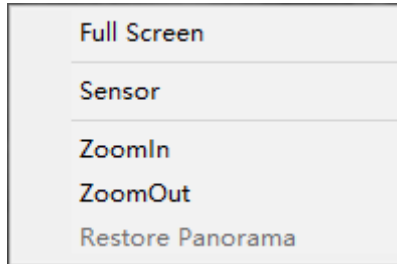 Full Screen
Sensor
ZoomIn
ZoomOut
Restore Panorama